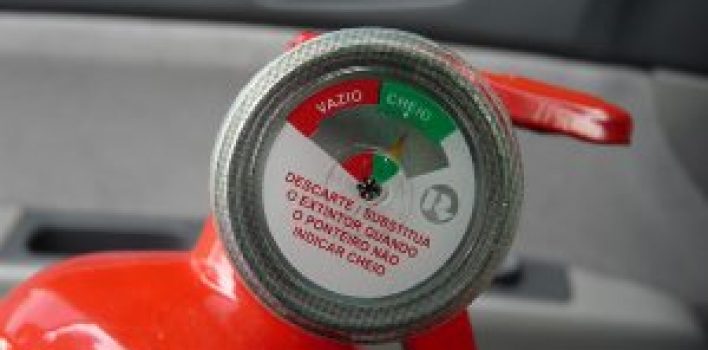 VAZIO CHEIO
DESCARTE / SUBSTITUA
O EXTINTOR QUANDO
O PONTEIRO NÃO
INDICAR CHEIO